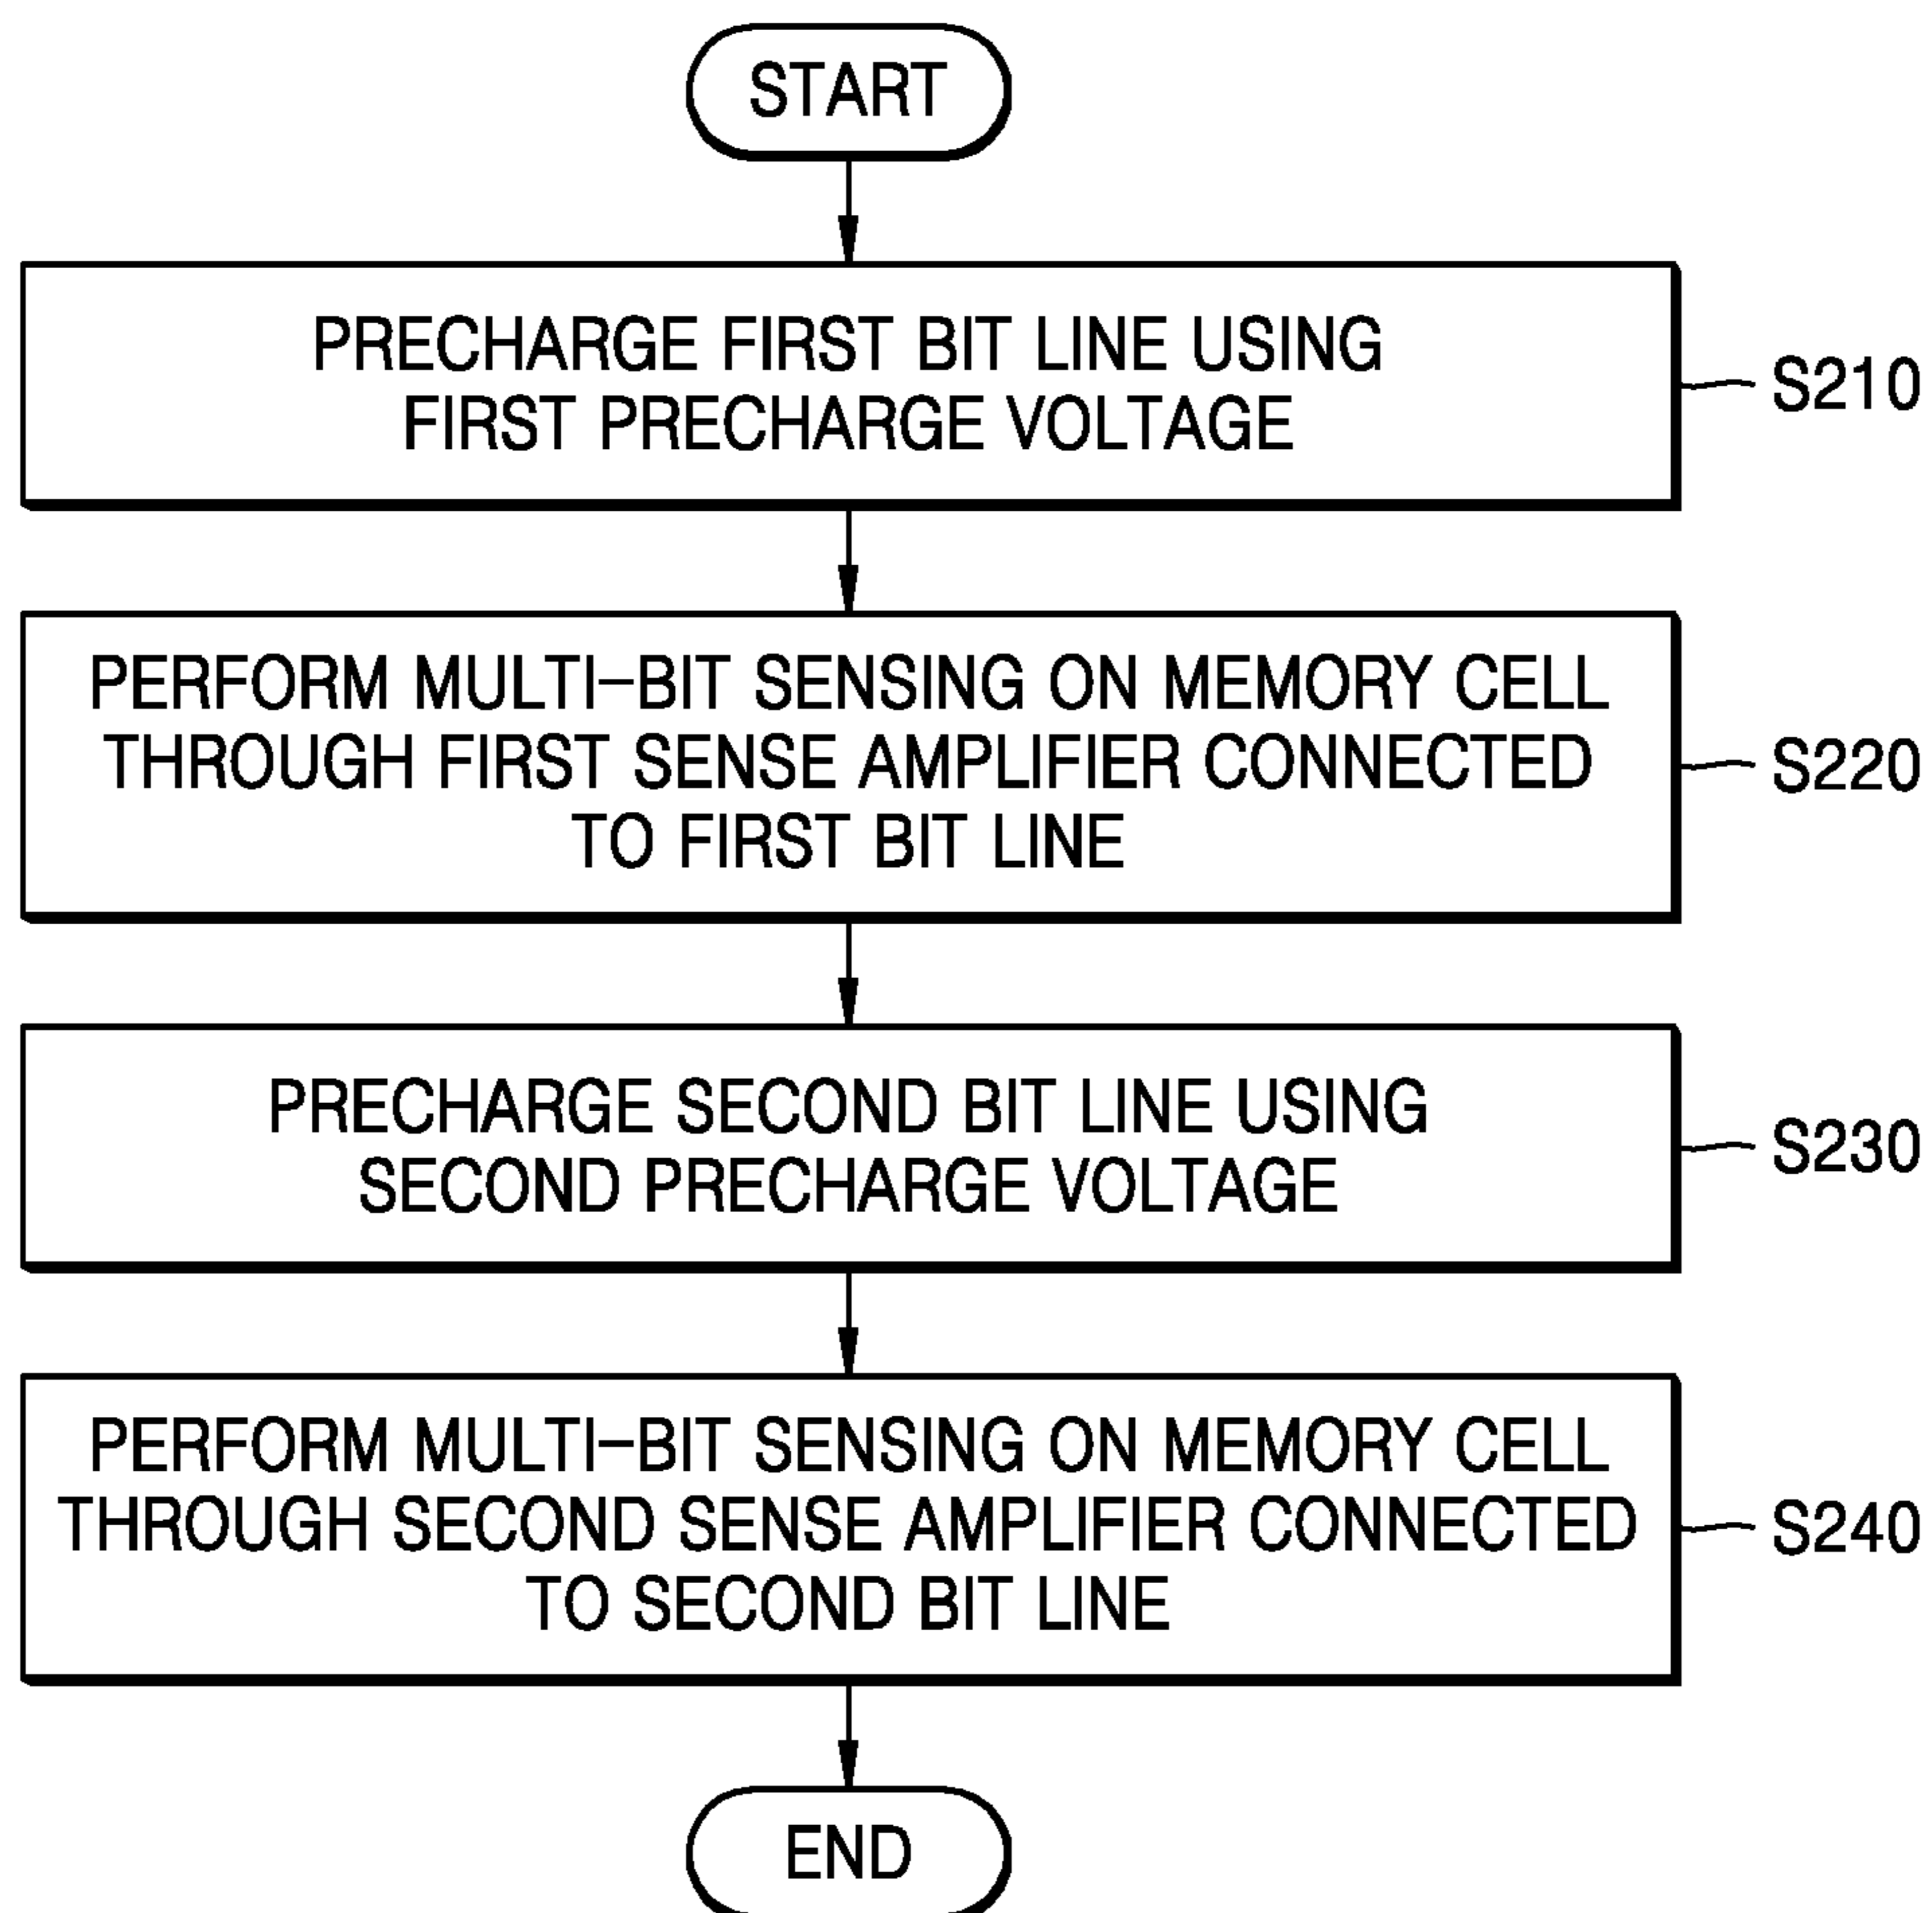 START
PRECHARGE FIRST BIT LINE USING
FIRST PRECHARGE VOLTAGE
S210
PERFORM MULTI-BIT SENSING ON MEMORY CELL
THROUGH FIRST SENSE AMPLIFIER CONNECTED
TO FIRST BIT LINE
S220
PRECHARGE SECOND BIT LINE USING
SECOND PRECHARGE VOLTAGE
S230
PERFORM MULTI-BIT SENSING ON MEMORY CELL
THROUGH SECOND SENSE AMPLIFIER CONNECTED
TO SECOND BIT LINE
S240
END